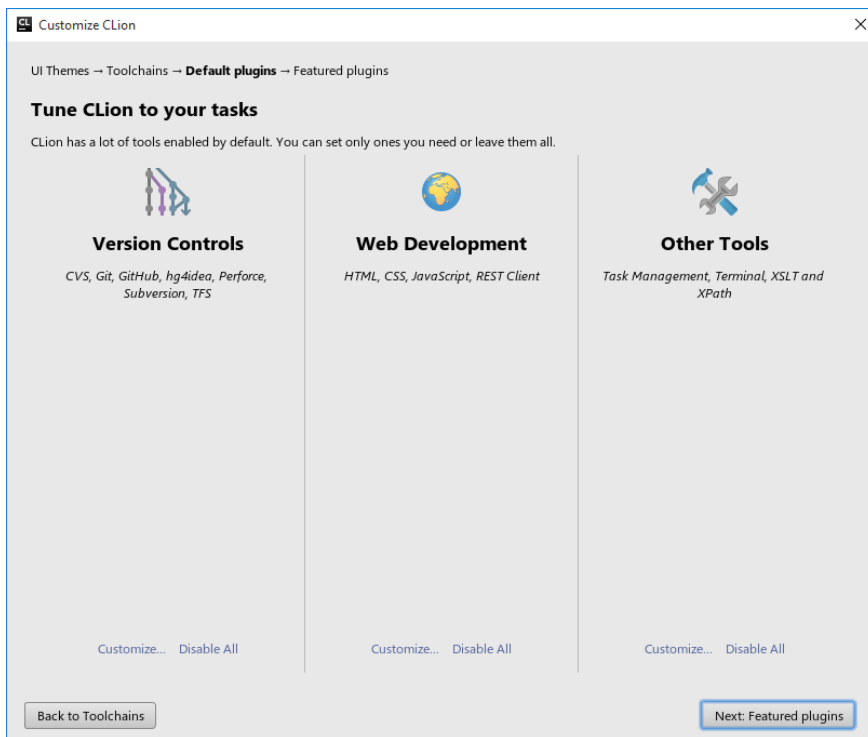 CL Customize CLion
UI Themes → Toolchains → Default plugins → Featured plugins
Tune CLion to your tasks
CLion has a lot of tools enabled by default. You can set only ones you need or leave them all.
Version Controls
CVS, Git, GitHub, hg4idea, Perforce,
Subversion, TFS
Web Development
HTML, CSS, JavaScript, REST Client
Other Tools
Task Management, Terminal, XSLT and
XPath
Customize... Disable All
Customize... Disable All
Customize... Disable All
Back to Toolchains
Next: Featured plugins